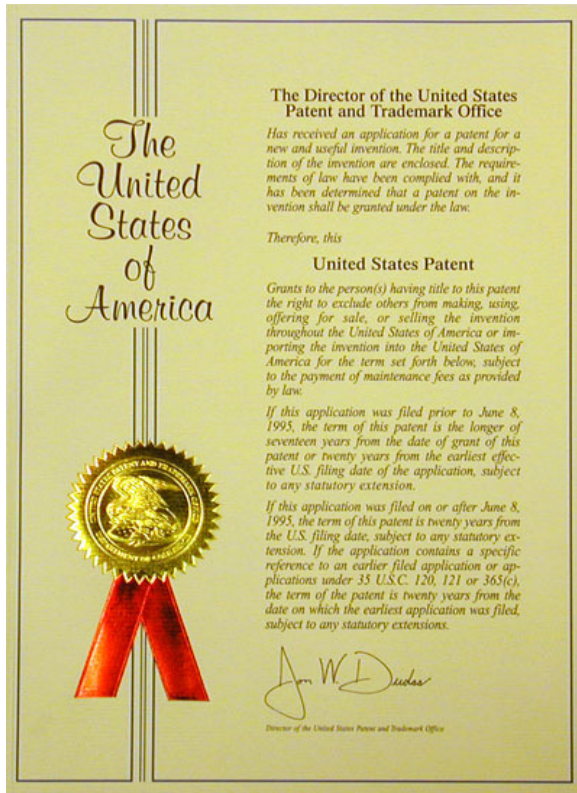 The
United
States
of
America
The Director of the United States
Patent and Trademark Office
Has received an application for a patent for a
new and useful invention. The title and descrip-
tion of the invention are enclosed. The require-
ments of law have been complied with, and it
has been determined that a patent on the in-
vention shall be granted under the law.
Therefore, this
United States Patent
Grants to the person(s) having title to this patent
the right to exclude others from making, using,
offering for sale, or selling the invention
throughout the United States of America or im-
porting the invention into the United States of
America for the term set forth below, subject
to the payment of maintenance fees as provided
by law.
If this application was filed prior to June 8,
1995, the term of this patent is the longer of
seventeen years from the date of grant of this
patent or twenty years from the earliest effec-
tive U.S. filing date of the application, subject
to any statutory extension.
If this application was filed on or after June 8,
1995, the term of this patent is twenty years from
the U.S. filing date, subject to any statutory ex-
tension. If the application contains a specific
reference to an earlier filed application or ap-
plications under 35 U.S.C. 120, 121 or 365(c),
the term of the patent is twenty years from the
date on which the earliest application was filed,
subject to any statutory extensions.
Jon W. Dudas
Director of the United States Patent and Trademark Office